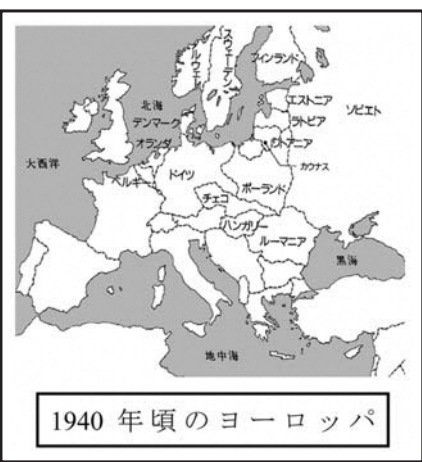 スウェーデン
ノルウェー
フィンランド
北海
エストニア
ソビエト
デンマーク
ラトビア
オランダ
リトアニア
大西洋
カウナス
ベルギー
ドイツ
ポーランド
チェコ
ハンガリー
ルーマニア
黒海
地中海
1940 年頃のヨーロッパ